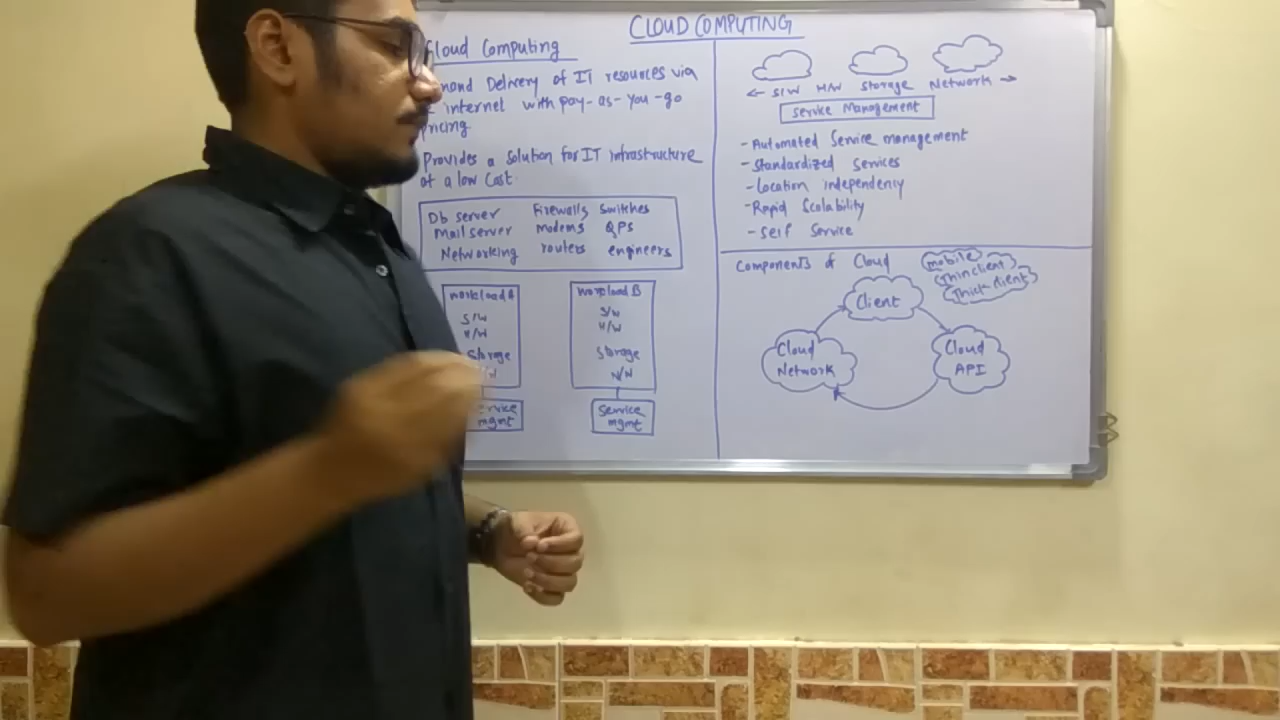 CLOUD COMPUTING
Cloud Computing
mand Delivery of IT resources via
internet with pay-as-you-go
pricing
Provides a solution for IT infrastructure
at a low cost.
Db server Firewalls Switches
Mail server Modems QPS
Networking routers engineers
Workload A
S/W
H/W
Storage
N
ervice
mgmt
Workload B
S/W
H/W
Storage
N/W
Service
mgmt
← S/W H/W Storage Network →
Service Management
- Automated Service management
- Standardized Services
- Location independency
- Rapid Scalability
- Self Service
Components of Cloud
mobile
Thin client
Thick client
Client
Cloud
Network
Cloud
API